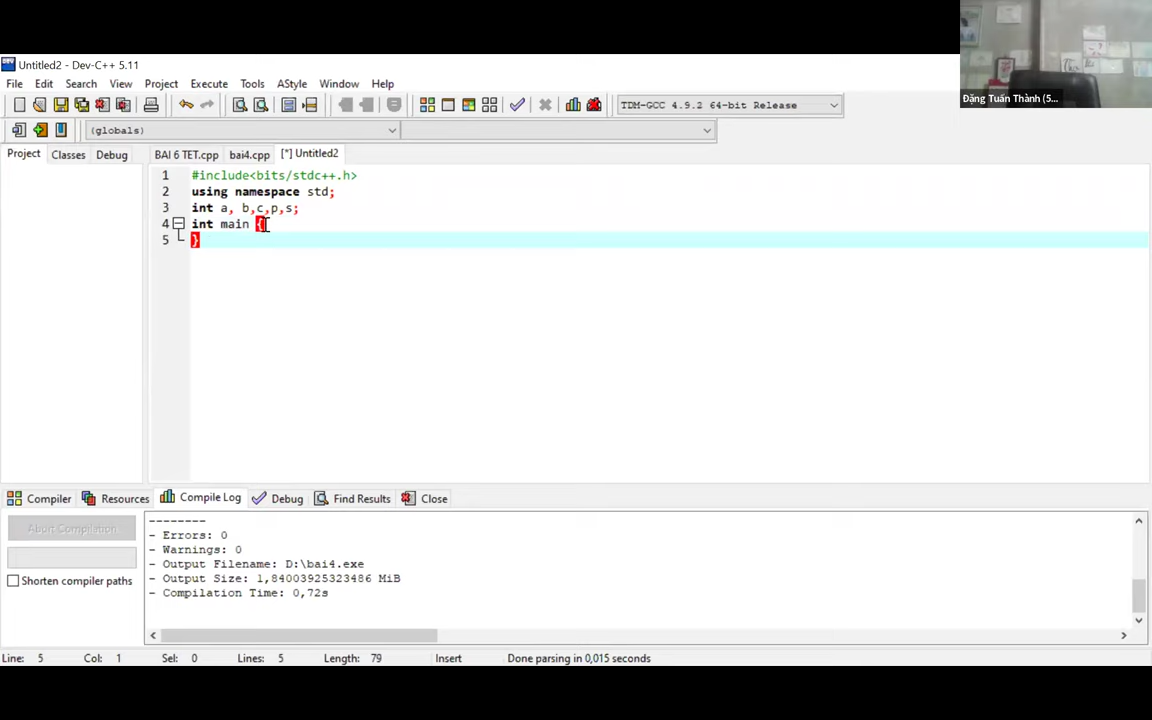 Untitled2 - Dev-C++ 5.11
File Edit Search View Project Execute Tools AStyle Window Help
TDM-GCC 4.9.2 64-bit Release
Đặng Tuấn Thành (5...
(globals)
Project Classes Debug
BAI 6 TET.cpp bai4.cpp [*] Untitled2
1 #include<bits/stdc++.h>
2 using namespace std;
3 int a, b,c,p,s;
4 int main {
5 }
Compiler Resources Compile Log Debug Find Results Close
Abort Compilation
Shorten compiler paths
--------
- Errors: 0
- Warnings: 0
- Output Filename: D:\bai4.exe
- Output Size: 1,84003925323486 MiB
- Compilation Time: 0,72s
Line: 5 Col: 1 Sel: 0 Lines: 5 Length: 79 Insert Done parsing in 0,015 seconds